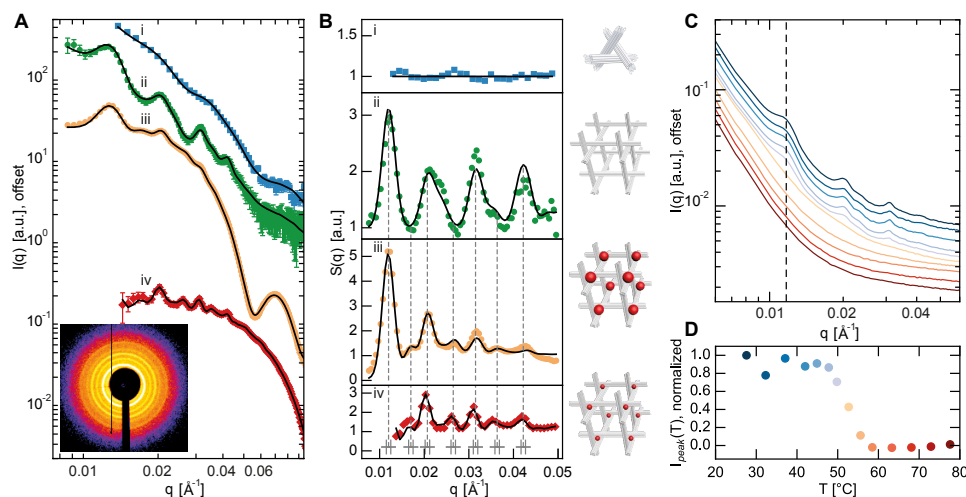 A
I(q) [a.u.], offset
10²
10¹
10⁰
10⁻¹
10⁻²
i
ii
iii
iv
0.01
0.02
0.04
0.06
q [Å⁻¹]
B
S(q) [a.u.]
i
1.5
1.0
ii
3
2
1
iii
5
4
3
2
1
0
iv
3
2
1
0
0.01
0.02
0.03
0.04
0.05
q [Å⁻¹]
C
I(q) [a.u.], offset
10⁻¹
10⁻²
0.01
0.02
0.04
q [Å⁻¹]
D
I_peak(T), normalized
1.0
0.8
0.6
0.4
0.2
0.0
20
30
40
50
60
70
80
T [°C]